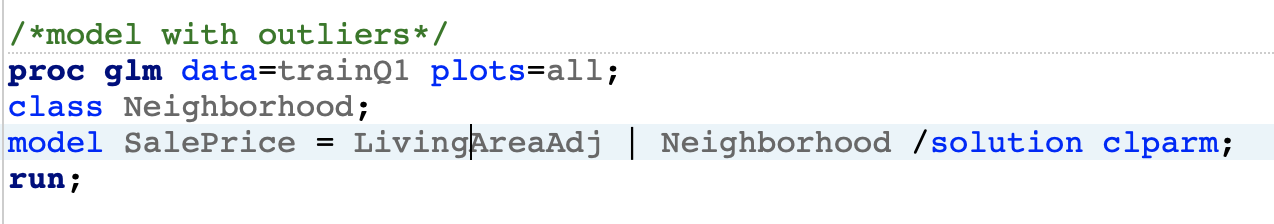 /*model with outliers*/
proc glm data=trainQ1 plots=all;
class Neighborhood;
model SalePrice = LivingAreaAdj | Neighborhood /solution clparm;
run;